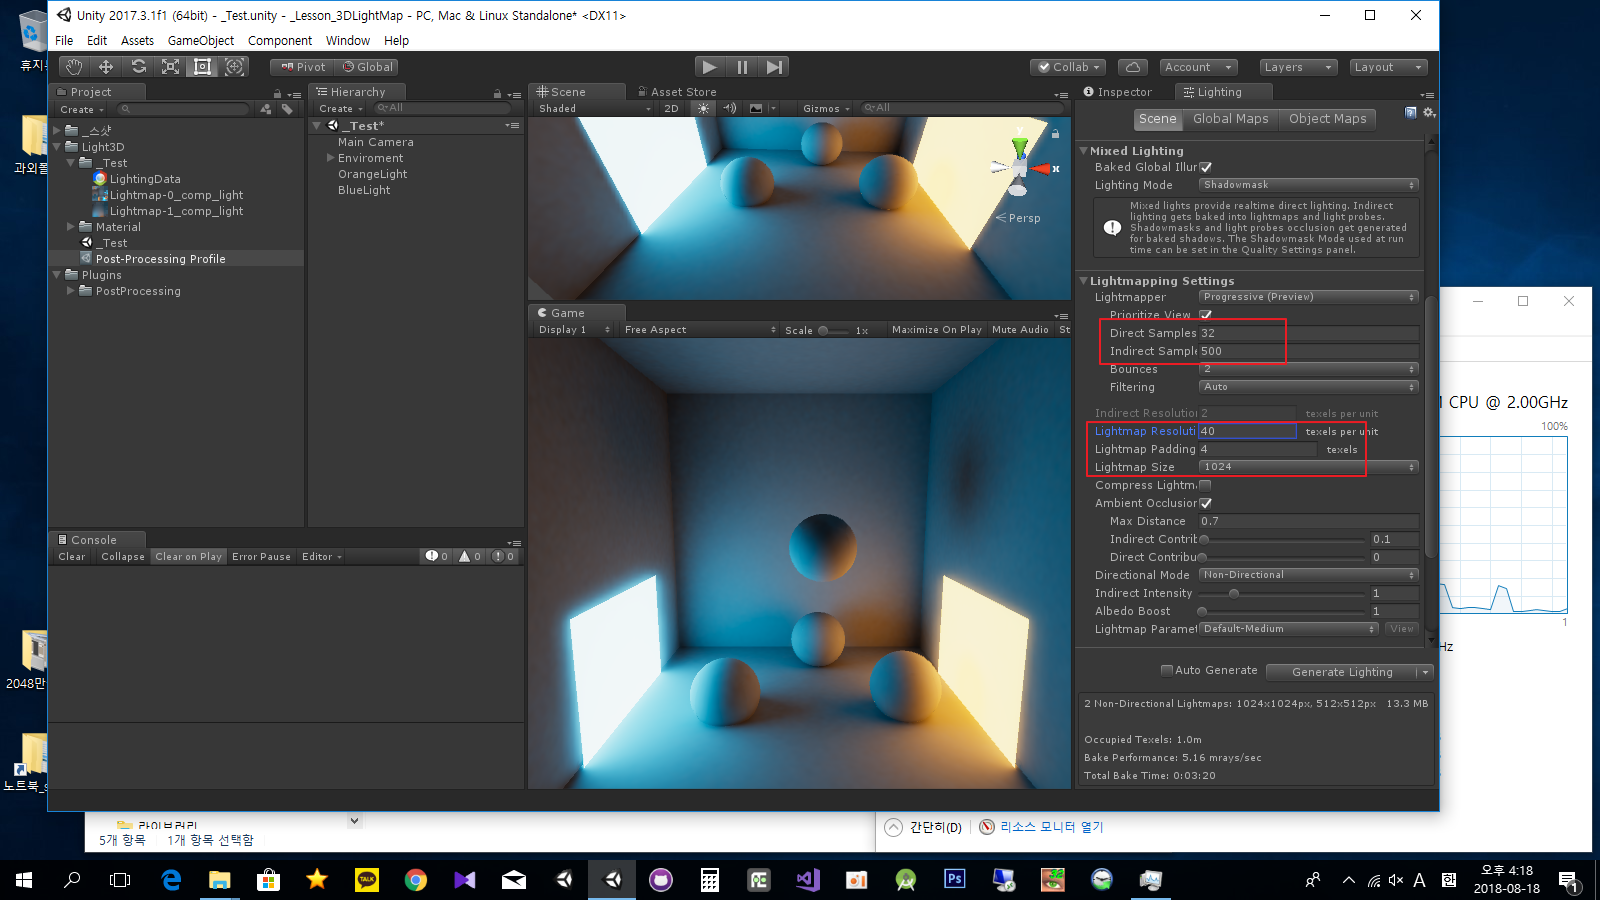 Unity 2017.3.1f1 (64bit) - _Test.unity - _Lesson_3DLightMap - PC, Mac & Linux Standalone* <DX11>
File Edit Assets GameObject Component Window Help
Pivot Global
Collab Account Layers Layout
Project
Create
_스샷
Light3D
_Test
LightingData
Lightmap-0_comp_light
Lightmap-1_comp_light
Material
_Test
Post-Processing Profile
Plugins
PostProcessing
Hierarchy
Create All
_Test*
Main Camera
Enviroment
OrangeLight
BlueLight
Scene Asset Store
Shaded 2D Gizmos All
y
x
Persp
Game
Display 1 Free Aspect Scale 1x Maximize On Play Mute Audio St
Console
Clear Collapse Clear on Play Error Pause Editor 0 0 0
Inspector Lighting
Scene Global Maps Object Maps
Mixed Lighting
Baked Global Illur
Lighting Mode Shadowmask
Mixed lights provide realtime direct lighting. Indirect
lighting gets baked into lightmaps and light probes.
Shadowmasks and light probes occlusion get generated
for baked shadows. The Shadowmask Mode used at run
time can be set in the Quality Settings panel.
Lightmapping Settings
Lightmapper Progressive (Preview)
Prioritize View
Direct Samples 32
Indirect Sample 500
Bounces 2
Filtering Auto
Indirect Resolution 2 texels per unit
Lightmap Resoluti 40 texels per unit
Lightmap Padding 4 texels
Lightmap Size 1024
Compress Lightma
Ambient Occlusion
Max Distance 0.7
Indirect Contrib 0.1
Direct Contribu 0
Directional Mode Non-Directional
Indirect Intensity 1
Albedo Boost 1
Lightmap Paramet Default-Medium View
Auto Generate Generate Lighting
2 Non-Directional Lightmaps: 1024x1024px, 512x512px 13.3 MB
Occupied Texels: 1.0m
Bake Performance: 5.16 mrays/sec
Total Bake Time: 0:03:20
CPU @ 2.00GHz
100%
1
Hz
휴지
과외폴
2048만
노트북_s
라이브러리
5개 항목 1개 항목 선택함
간단히(D) 리소스 모니터 열기
TALK
Ps
A 한
오후 4:18
2018-08-18
1